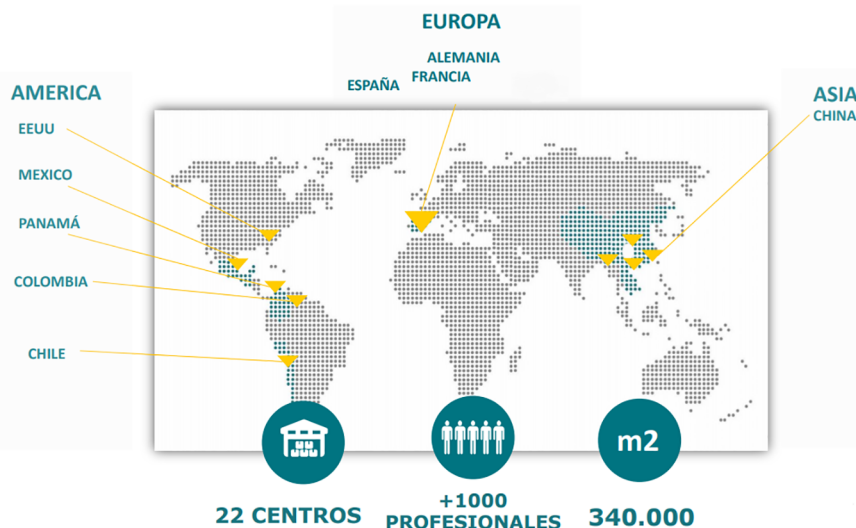 EUROPA
ALEMANIA
FRANCIA
ESPAÑA
AMERICA
EEUU
MEXICO
PANAMÁ
COLOMBIA
CHILE
ASIA
CHINA
m2
22 CENTROS
+1000
PROFESIONALES
340.000